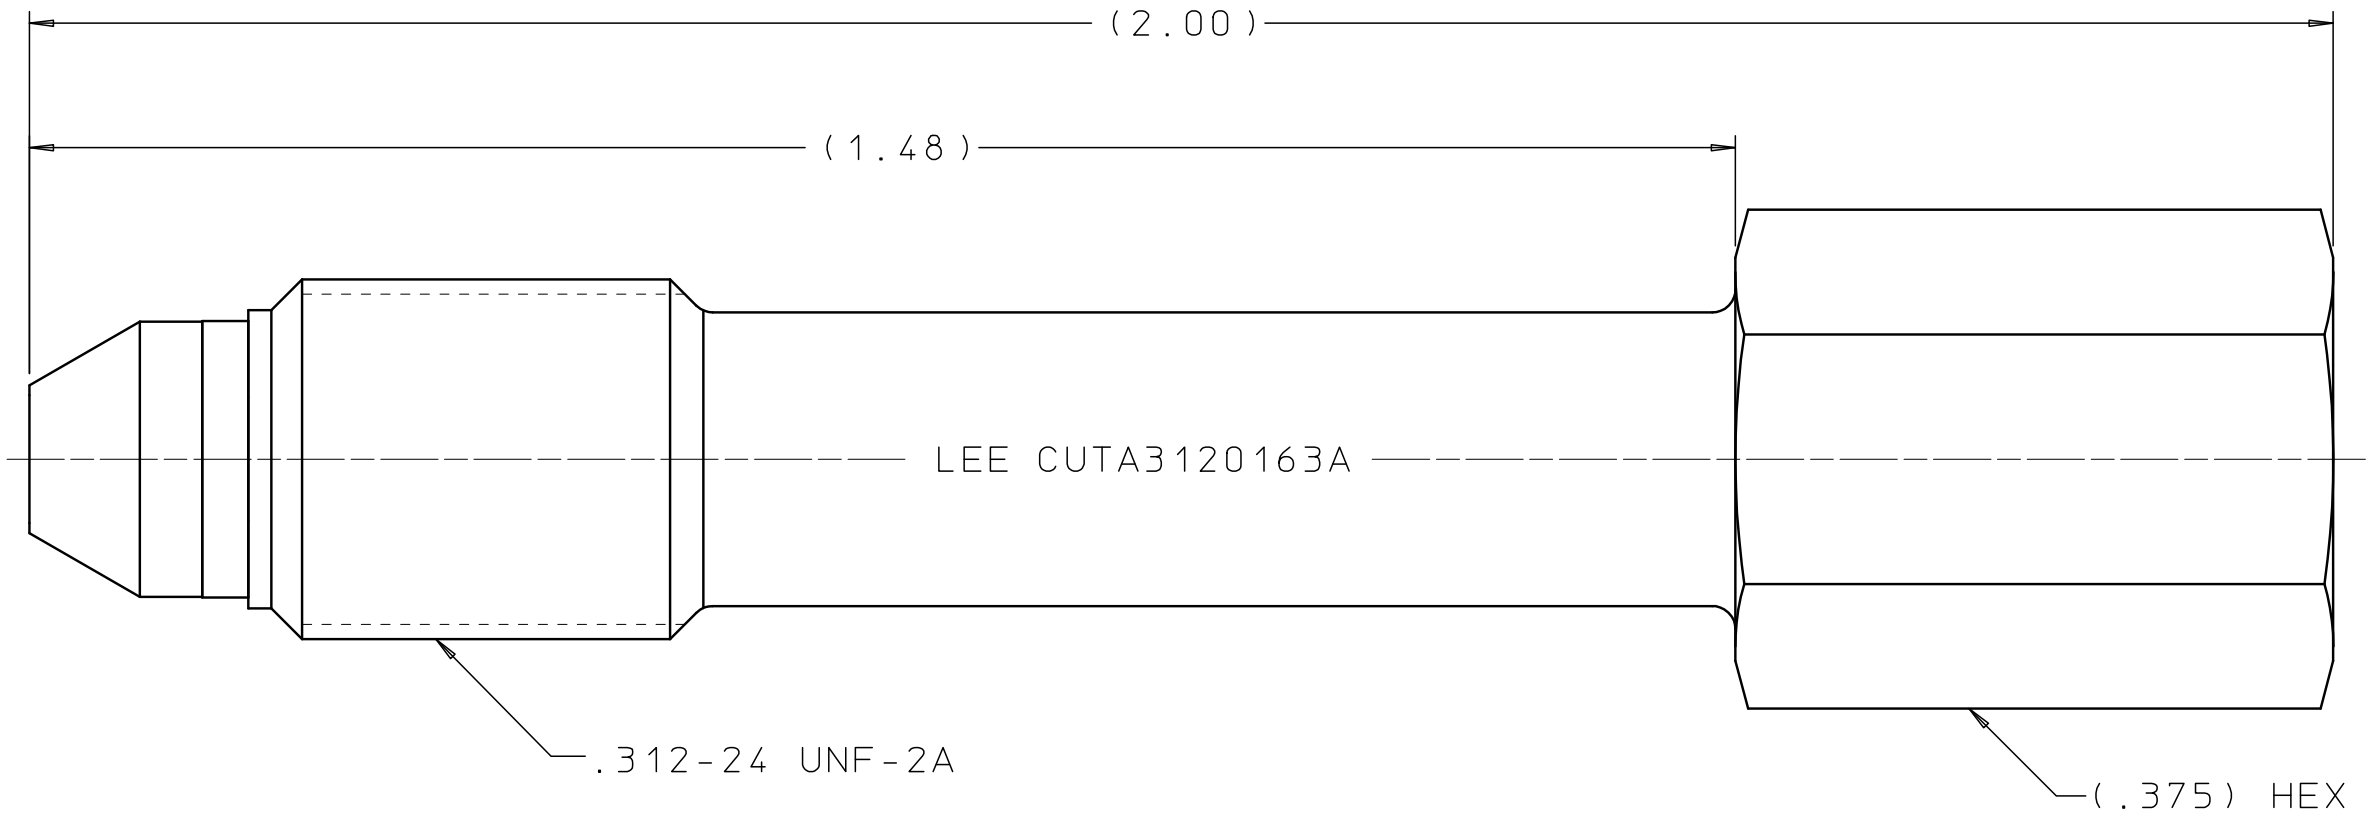 (2.00)
(1.48)
LEE CUTA3120163A
.312-24 UNF-2A
(.375) HEX